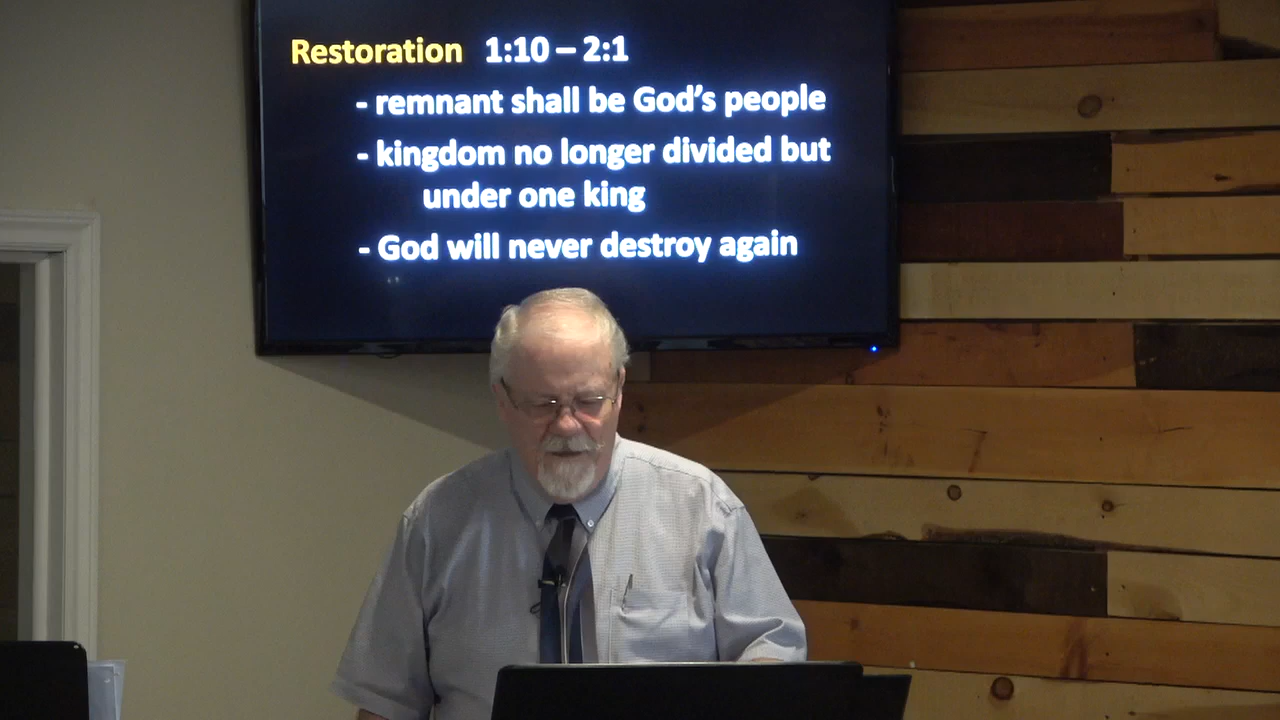 Restoration 1:10 – 2:1
- remnant shall be God's people
- kingdom no longer divided but
under one king
- God will never destroy again